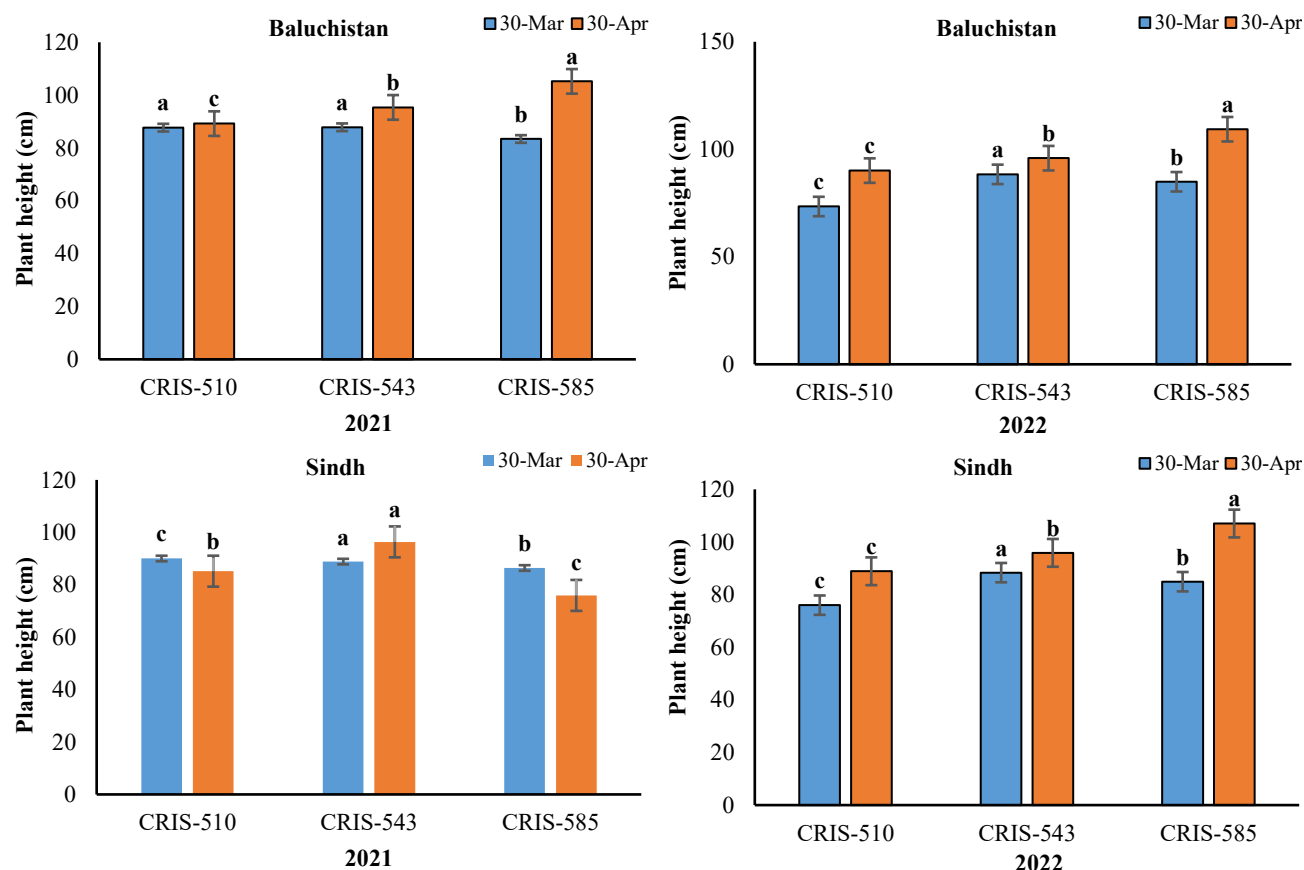 Baluchistan
30-Mar 30-Apr
Plant height (cm)
120
100
80
60
40
20
0
a c a b b a
CRIS-510 CRIS-543 CRIS-585
2021
Baluchistan
30-Mar 30-Apr
Plant height (cm)
150
100
50
0
c c a b b a
CRIS-510 CRIS-543 CRIS-585
2022
Sindh
30-Mar 30-Apr
Plant height (cm)
120
100
80
60
40
20
0
c b a a b c
CRIS-510 CRIS-543 CRIS-585
2021
Sindh
30-Mar 30-Apr
Plant height (cm)
120
100
80
60
40
20
0
c c a b b a
CRIS-510 CRIS-543 CRIS-585
2022